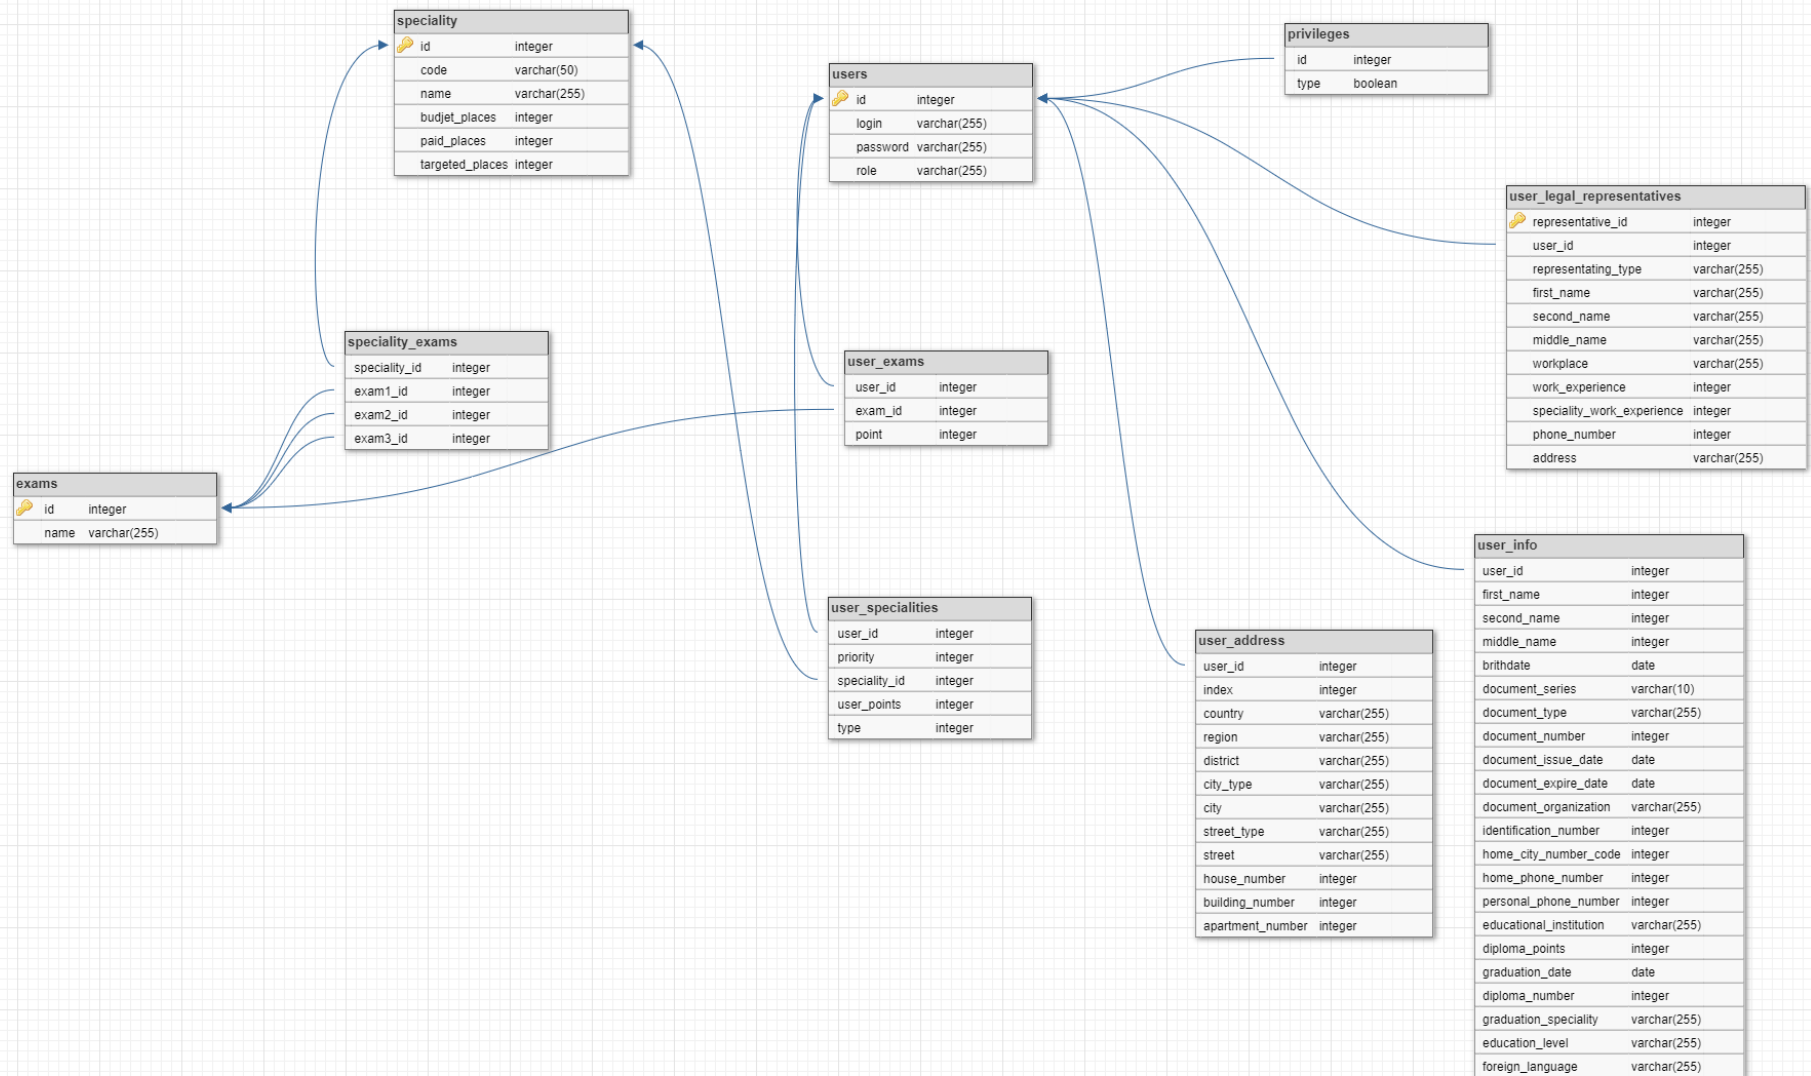 speciality
id integer
code varchar(50)
name varchar(255)
budjet_places integer
paid_places integer
targeted_places integer
users
id integer
login varchar(255)
password varchar(255)
role varchar(255)
privileges
id integer
type boolean
user_legal_representatives
representative_id integer
user_id integer
representating_type varchar(255)
first_name varchar(255)
second_name varchar(255)
middle_name varchar(255)
workplace varchar(255)
work_experience integer
speciality_work_experience integer
phone_number integer
address varchar(255)
speciality_exams
speciality_id integer
exam1_id integer
exam2_id integer
exam3_id integer
user_exams
user_id integer
exam_id integer
point integer
exams
id integer
name varchar(255)
user_specialities
user_id integer
priority integer
speciality_id integer
user_points integer
type integer
user_address
user_id integer
index integer
country varchar(255)
region varchar(255)
district varchar(255)
city_type varchar(255)
city varchar(255)
street_type varchar(255)
street varchar(255)
house_number integer
building_number integer
apartment_number integer
user_info
user_id integer
first_name integer
second_name integer
middle_name integer
brithdate date
document_series varchar(10)
document_type varchar(255)
document_number integer
document_issue_date date
document_expire_date date
document_organization varchar(255)
identification_number integer
home_city_number_code integer
home_phone_number integer
personal_phone_number integer
educational_institution varchar(255)
diploma_points integer
graduation_date date
diploma_number integer
graduation_speciality varchar(255)
education_level varchar(255)
foreign_language varchar(255)